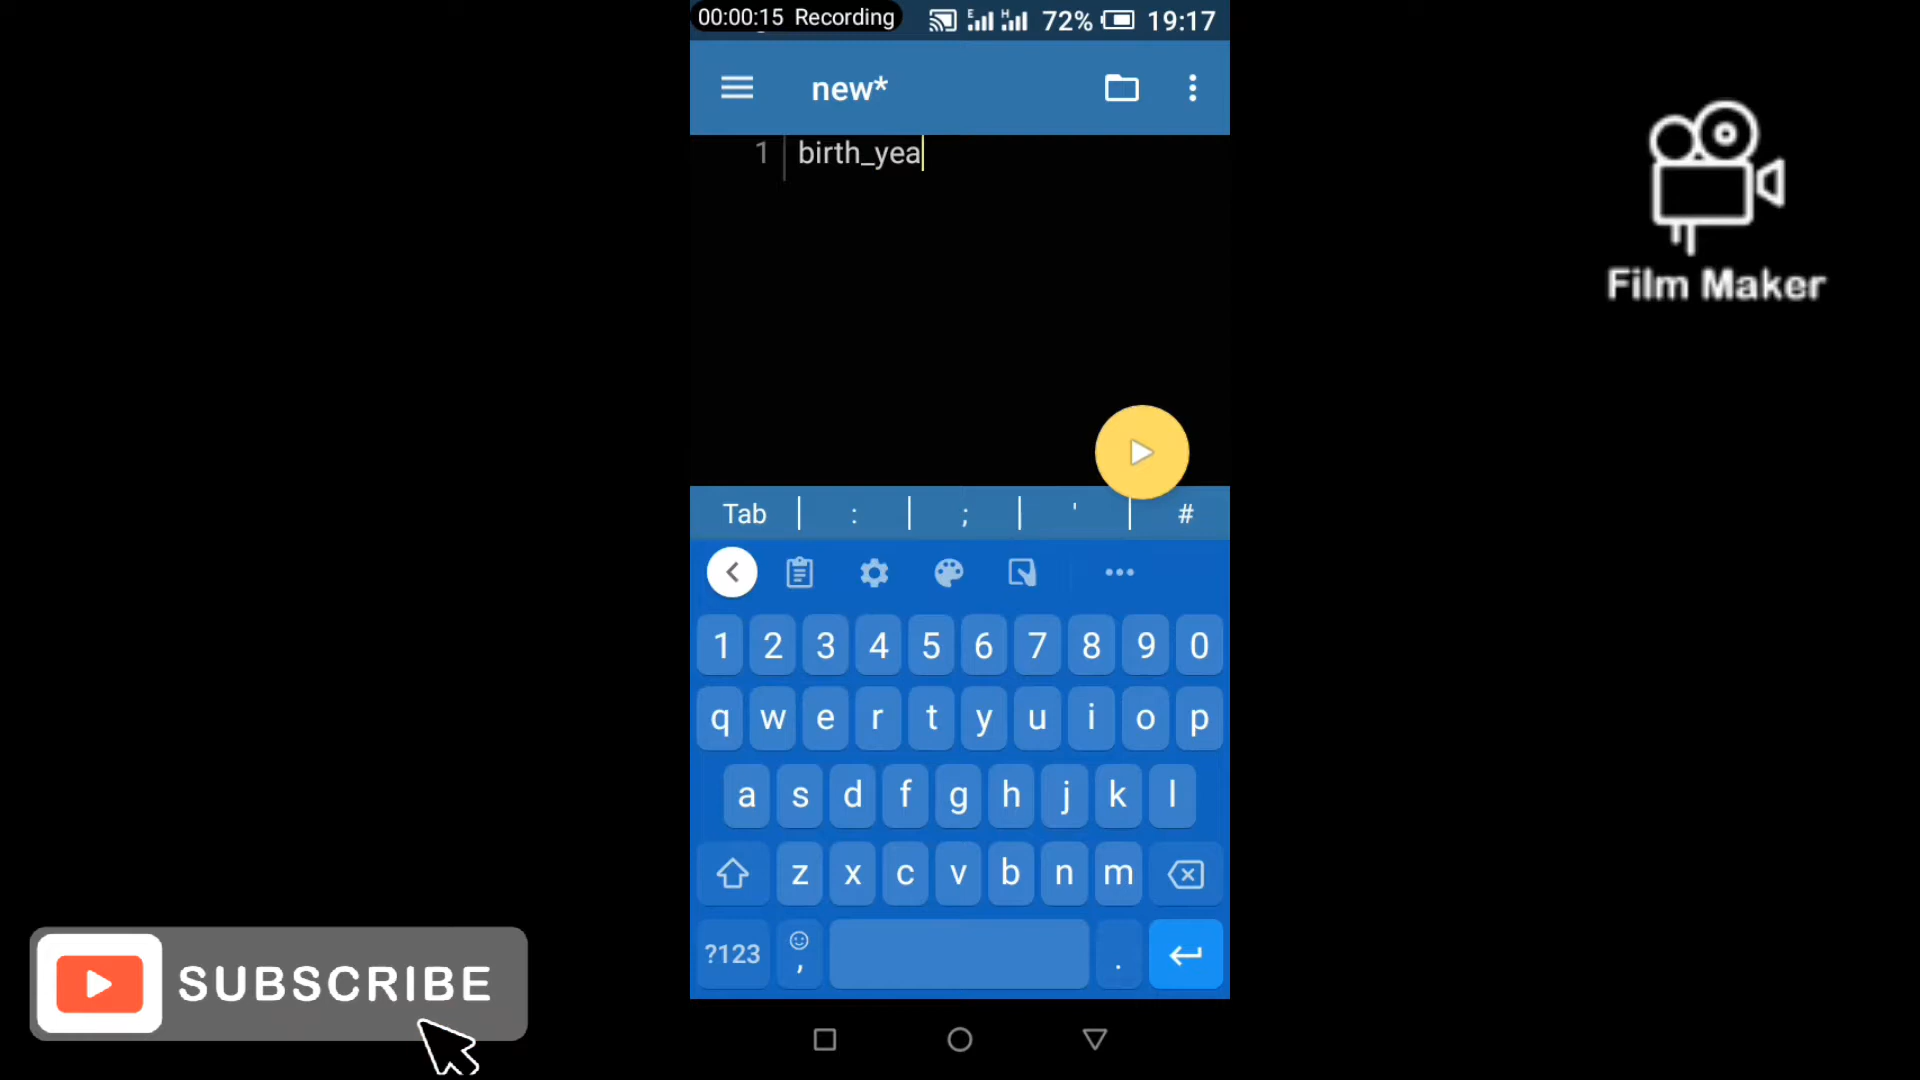 00:00:15 Recording
E H 72% 19:17
new*
Film Maker
1 birth_yea
Tab : ; ' #
1 2 3 4 5 6 7 8 9 0
q w e r t y u i o p
a s d f g h j k l
z x c v b n m
?123 , .
SUBSCRIBE